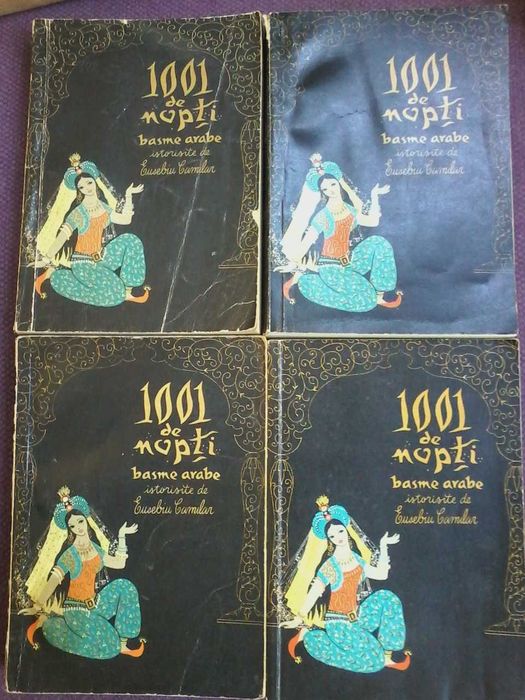 1001
de
nopți
basme arabe
istorisite de
Eusebiu Camilar
1001
de
nopți
basme arabe
istorisite de
Eusebiu Camilar
1001
de
nopți
basme arabe
istorisite de
Eusebiu Camilar
1001
de
nopți
basme arabe
istorisite de
Eusebiu Camilar